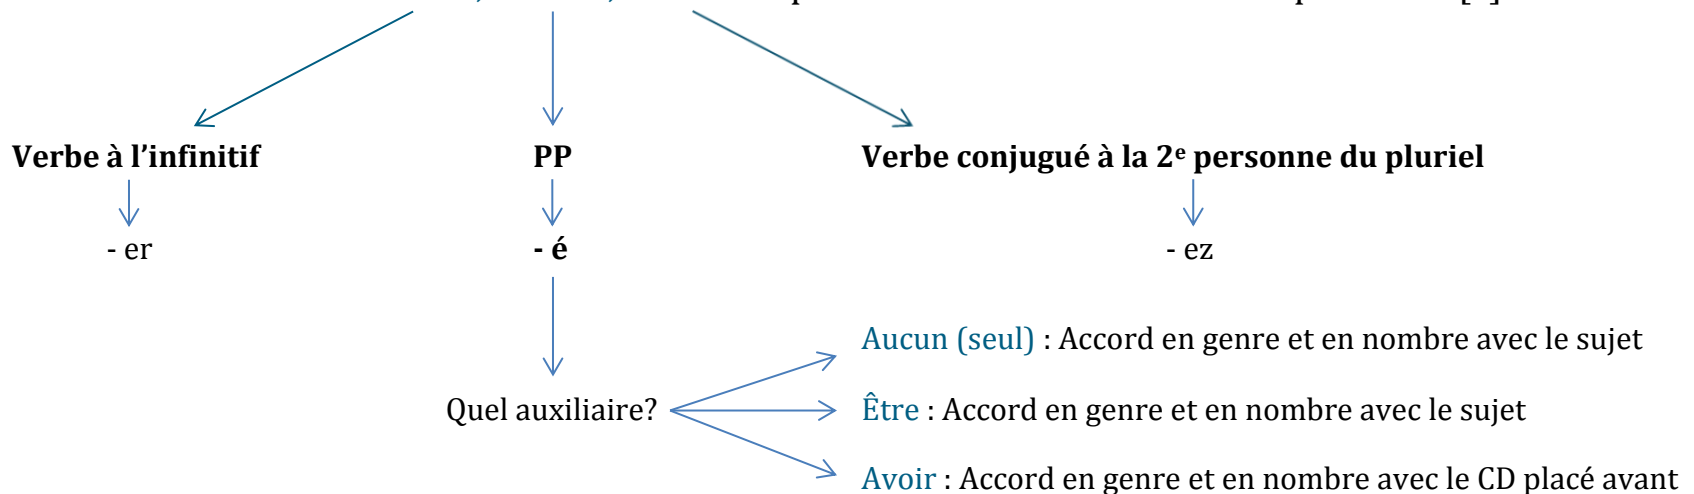 Verbe à l’infinitif
PP
Verbe conjugué à la 2e personne du pluriel
- er
- é
- ez
Aucun (seul) : Accord en genre et en nombre avec le sujet
Quel auxiliaire?
Être : Accord en genre et en nombre avec le sujet
Avoir : Accord en genre et en nombre avec le CD placé avant